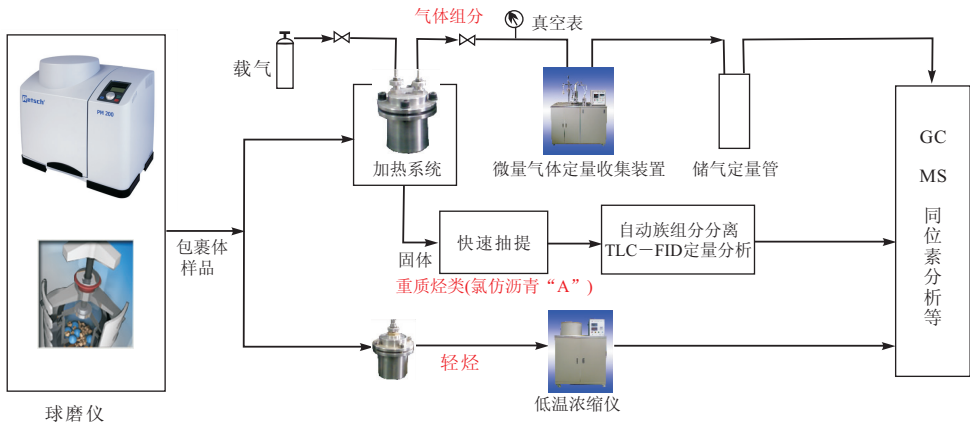 气体组分
真空表
载气
Retsch
PM 200
加热系统
微量气体定量收集装置
储气定量管
GC
MS
同位素分析等
包裹体
样品
固体
快速抽提
自动族组分分离
TLC－FID定量分析
重质烃类(氯仿沥青“A”)
轻烃
低温浓缩仪
球磨仪